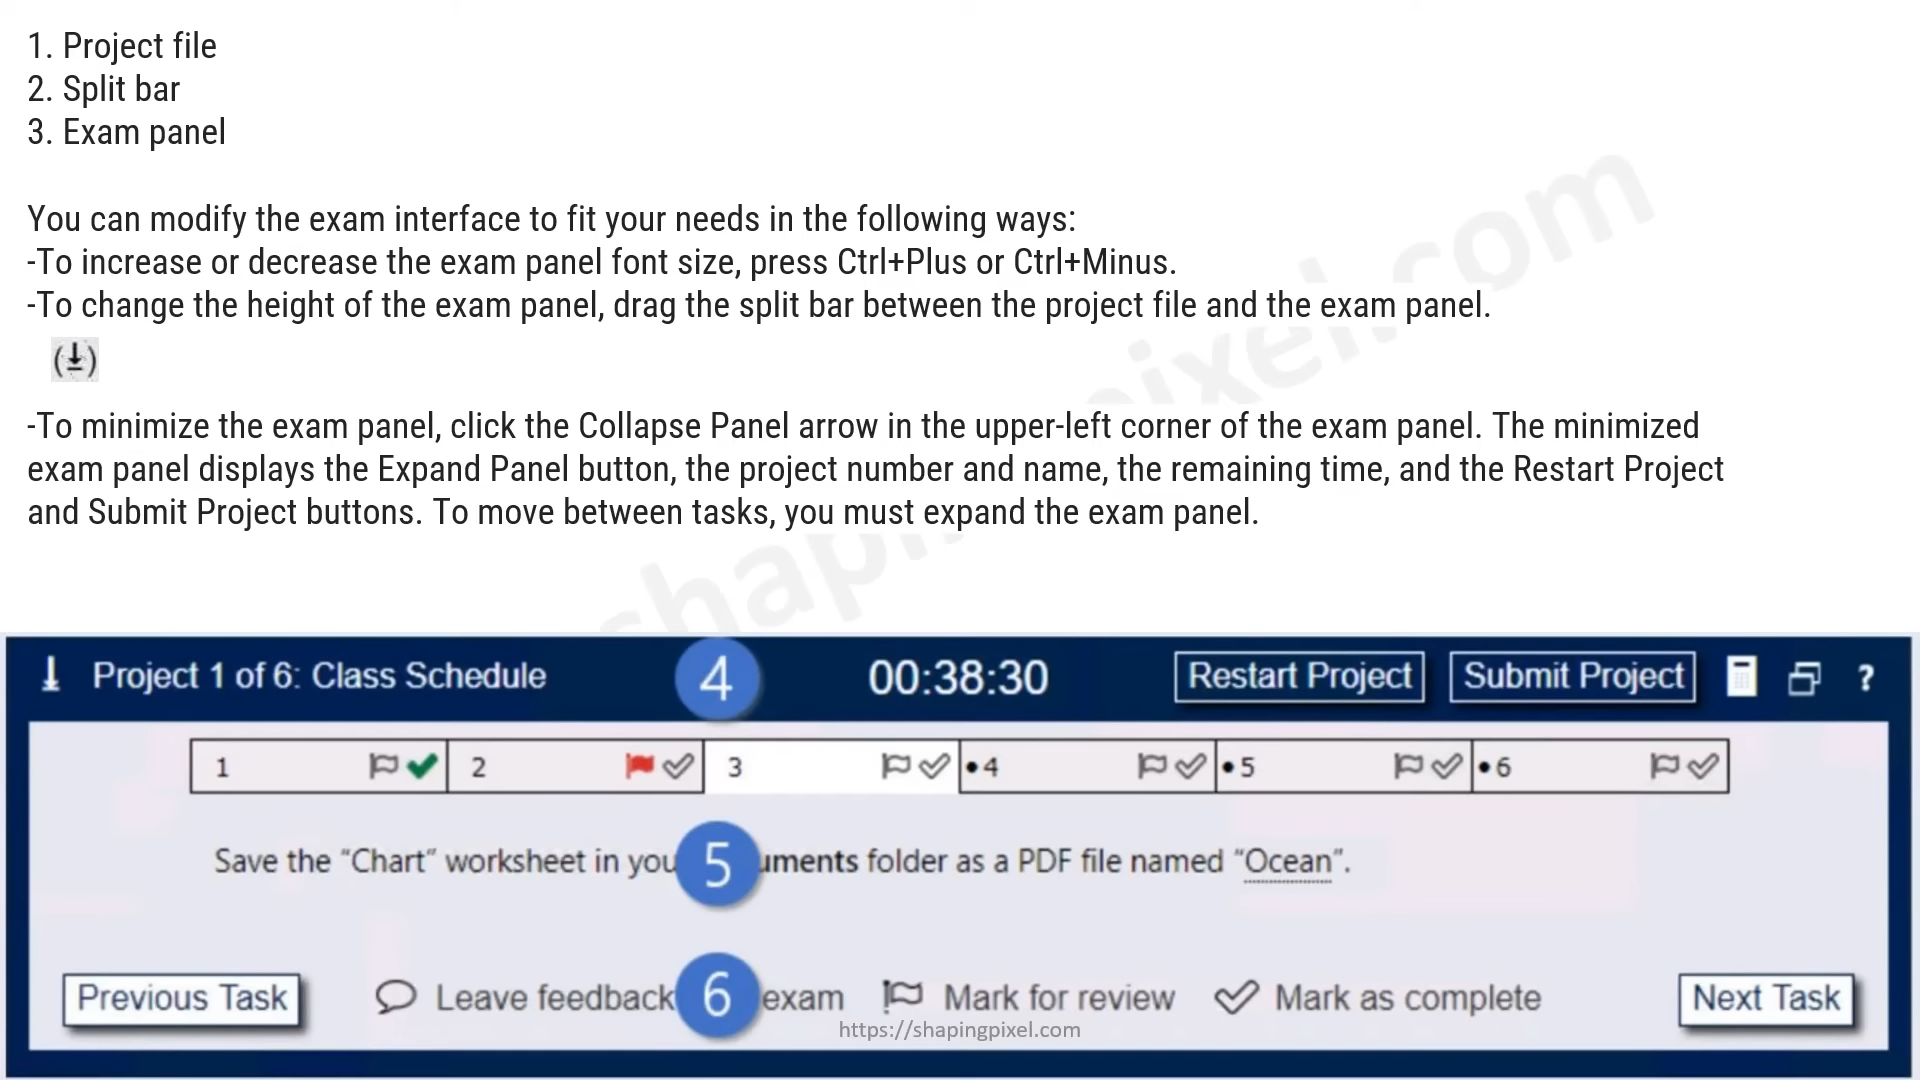 1. Project file
2. Split bar
3. Exam panel
You can modify the exam interface to fit your needs in the following ways:
-To increase or decrease the exam panel font size, press Ctrl+Plus or Ctrl+Minus.
-To change the height of the exam panel, drag the split bar between the project file and the exam panel.
-To minimize the exam panel, click the Collapse Panel arrow in the upper-left corner of the exam panel. The minimized
exam panel displays the Expand Panel button, the project number and name, the remaining time, and the Restart Project
and Submit Project buttons. To move between tasks, you must expand the exam panel.
Project 1 of 6: Class Schedule 4 00:38:30 Restart Project Submit Project ?
1 2 3 •4 •5 •6
Save the “Chart” worksheet in you 5 uments folder as a PDF file named “Ocean”.
Previous Task Leave feedback 6 exam Mark for review Mark as complete Next Task
https://shapingpixel.com